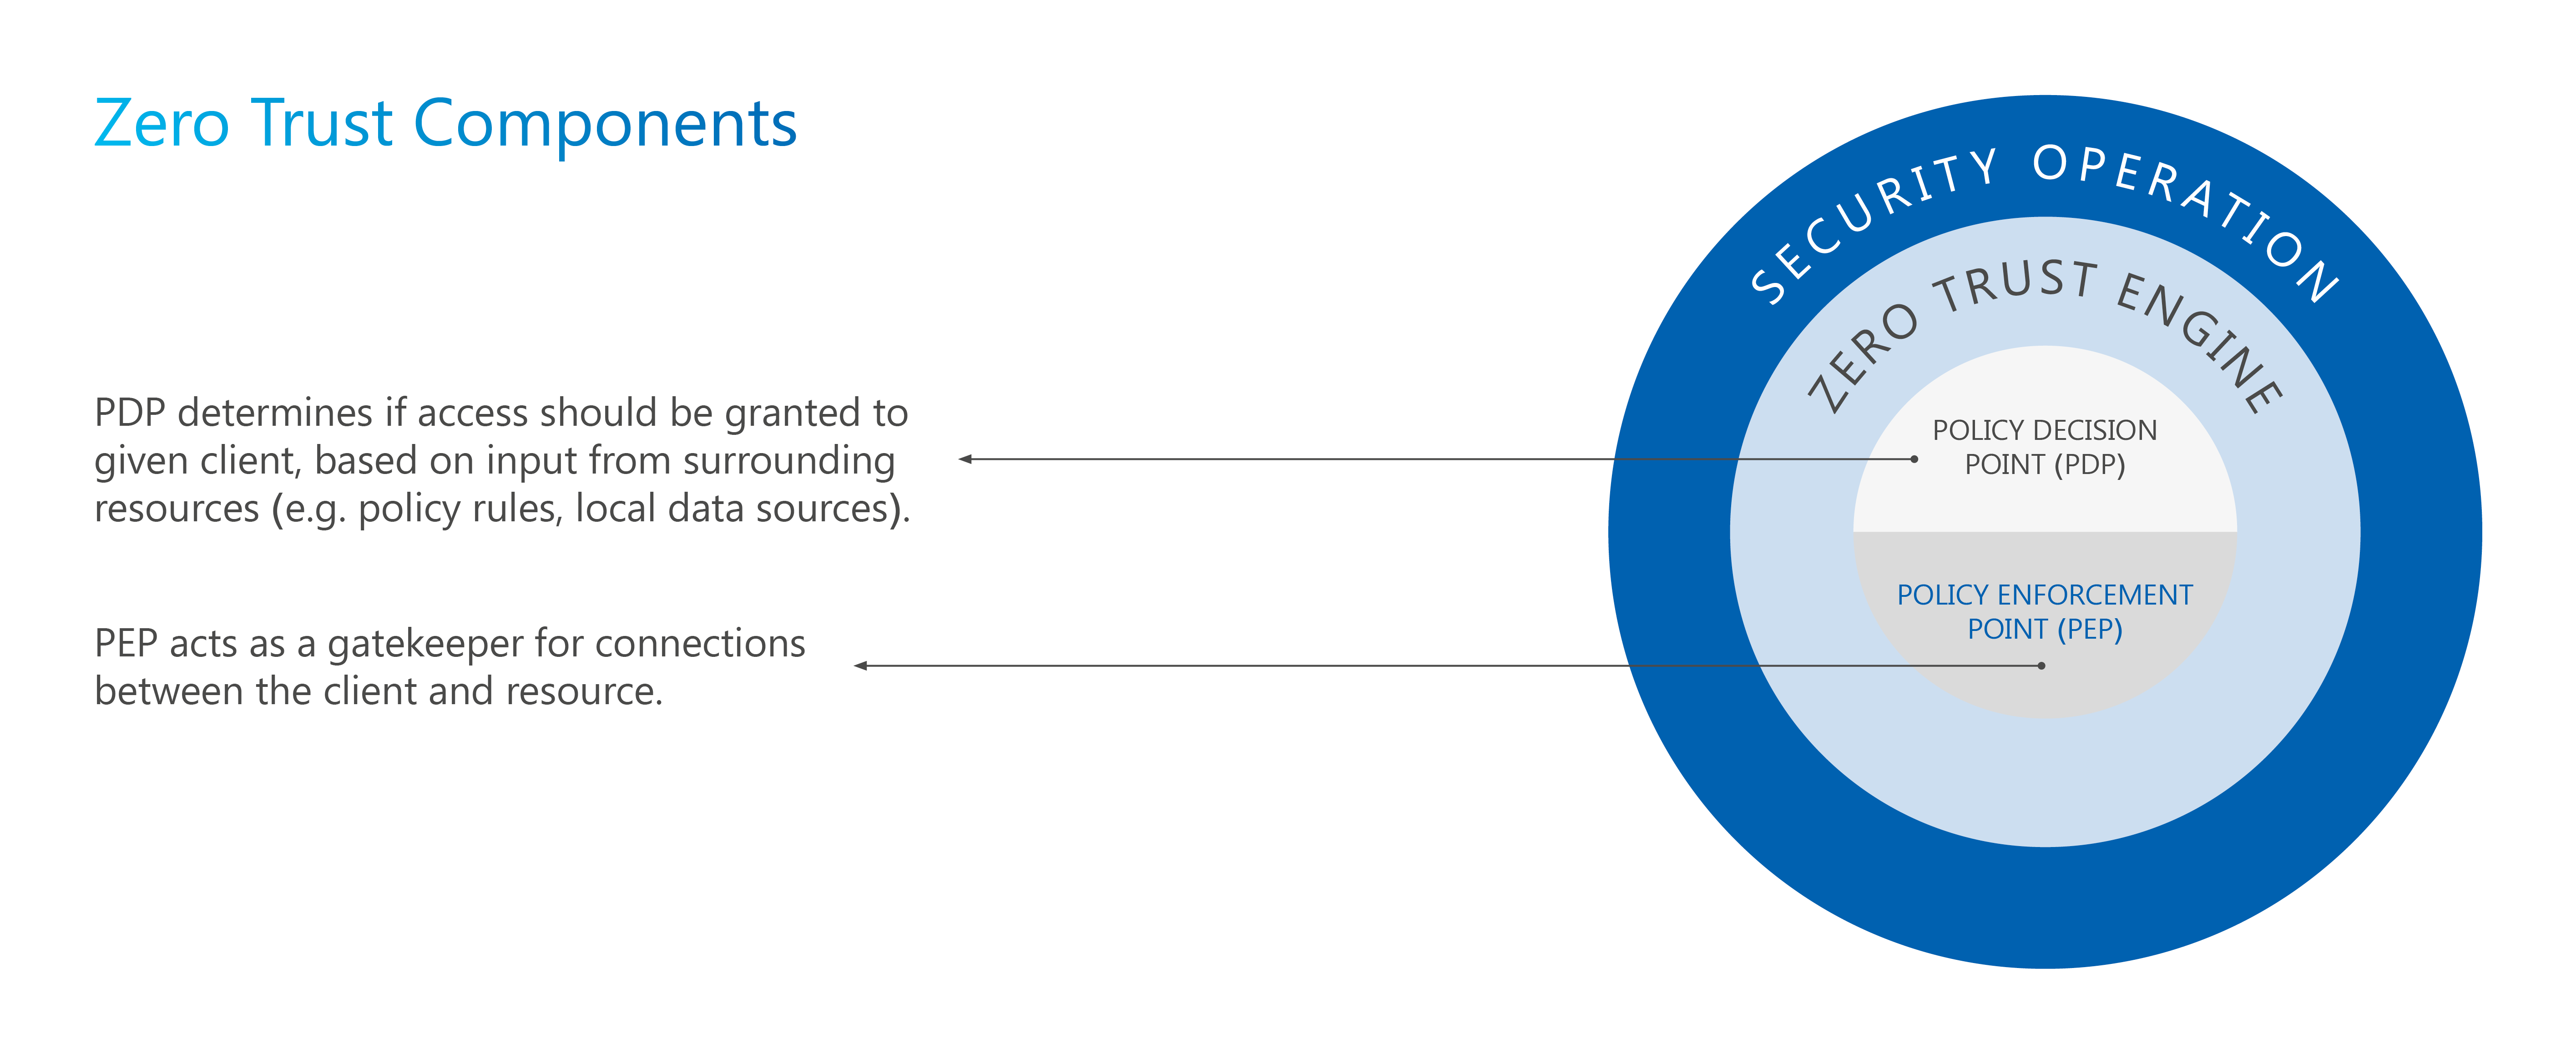 Zero Trust Components
PDP determines if access should be granted to
given client, based on input from surrounding
resources (e.g. policy rules, local data sources).
PEP acts as a gatekeeper for connections
between the client and resource.
SECURITY OPERATION
ZERO TRUST ENGINE
POLICY DECISION
POINT (PDP)
POLICY ENFORCEMENT
POINT (PEP)